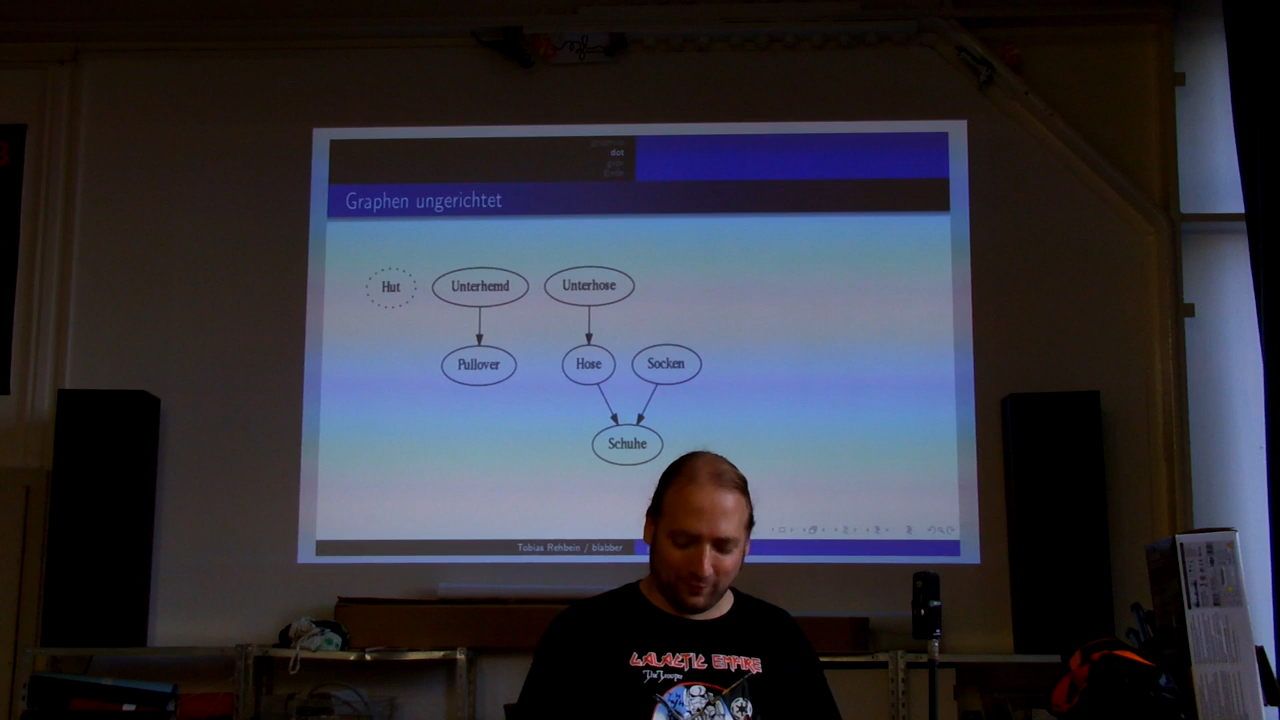 dot
Graphen ungerichtet
Hut
Unterhemd
Unterhose
Pullover
Hose
Socken
Schuhe
Tobias Rehbein / blabber
GALACTIC EMPIRE